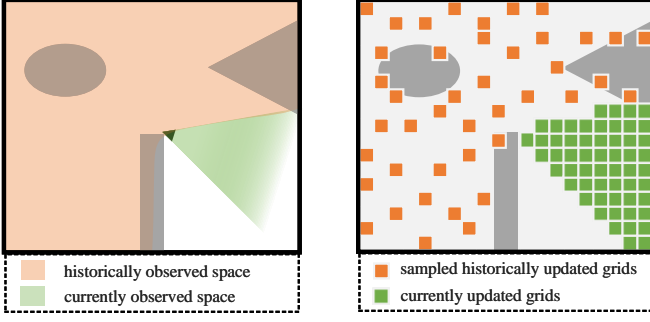 historically observed space
currently observed space
sampled historically updated grids
currently updated grids